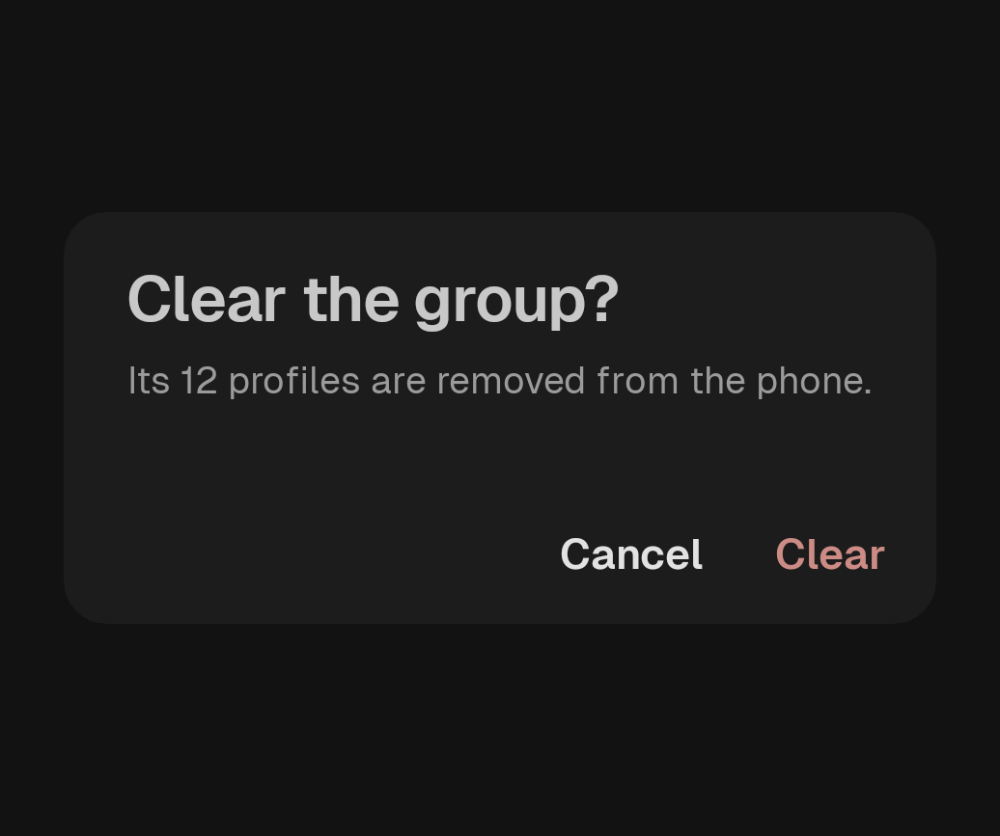 Clear the group?
Its 12 profiles are removed from the phone.
Cancel Clear